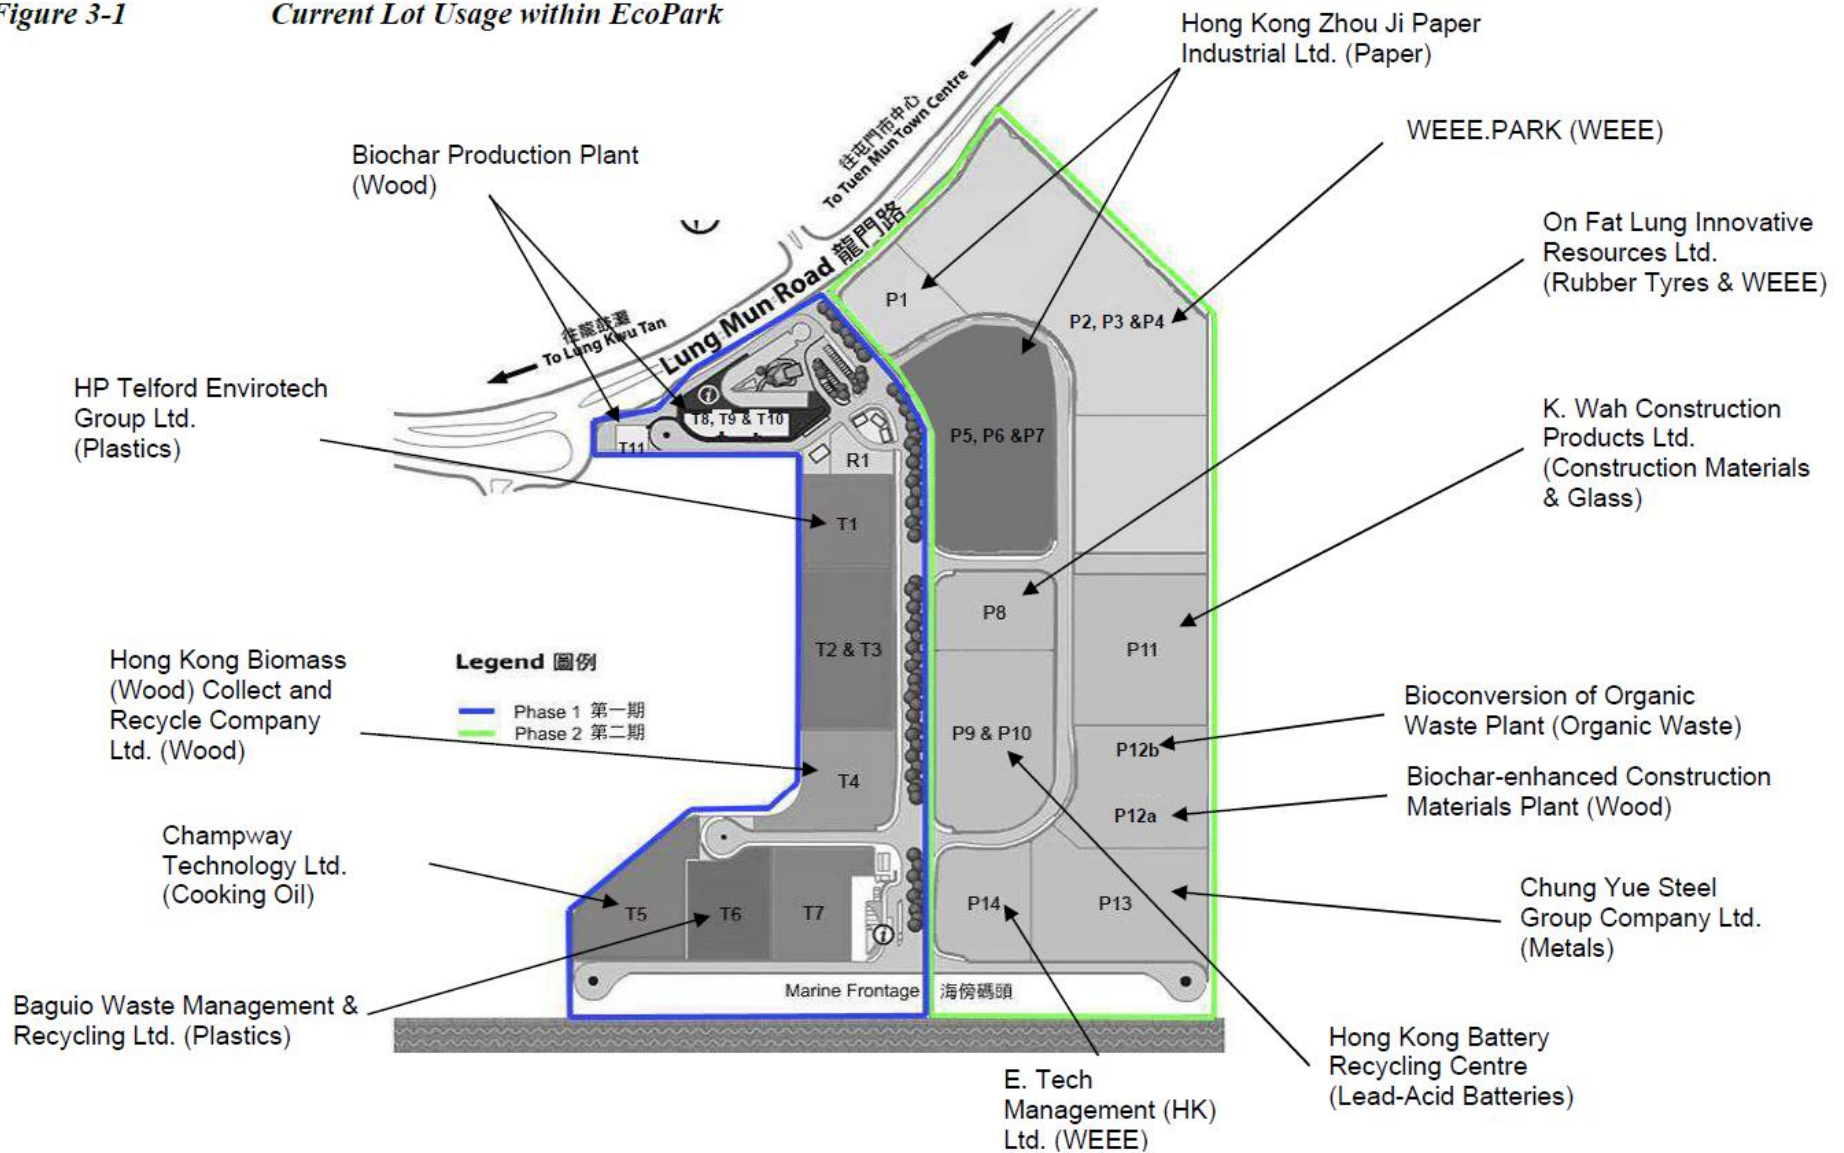 Figure 3-1 Current Lot Usage within EcoPark
Hong Kong Zhou Ji Paper
Industrial Ltd. (Paper)
往屯門市中心
To Tuen Mun Town Centre
WEEE.PARK (WEEE)
Biochar Production Plant
(Wood)
On Fat Lung Innovative
Resources Ltd.
(Rubber Tyres & WEEE)
Lung Mun Road 龍門路
往龍鼓灘
To Lung Kwu Tan
P1
P2, P3 &P4
HP Telford Envirotech
Group Ltd.
(Plastics)
K. Wah Construction
Products Ltd.
(Construction Materials
& Glass)
T8, T9 & T10
T11
R1
P5, P6 &P7
T1
P8
T2 & T3
P11
Hong Kong Biomass
(Wood) Collect and
Recycle Company
Ltd. (Wood)
Legend 圖例
Phase 1 第一期
Phase 2 第二期
Bioconversion of Organic
Waste Plant (Organic Waste)
P9 & P10
P12b
T4
Biochar-enhanced Construction
Materials Plant (Wood)
P12a
Champway
Technology Ltd.
(Cooking Oil)
Chung Yue Steel
Group Company Ltd.
(Metals)
T5
T6
T7
P14
P13
Marine Frontage 海傍碼頭
Baguio Waste Management &
Recycling Ltd. (Plastics)
Hong Kong Battery
Recycling Centre
(Lead-Acid Batteries)
E. Tech
Management (HK)
Ltd. (WEEE)